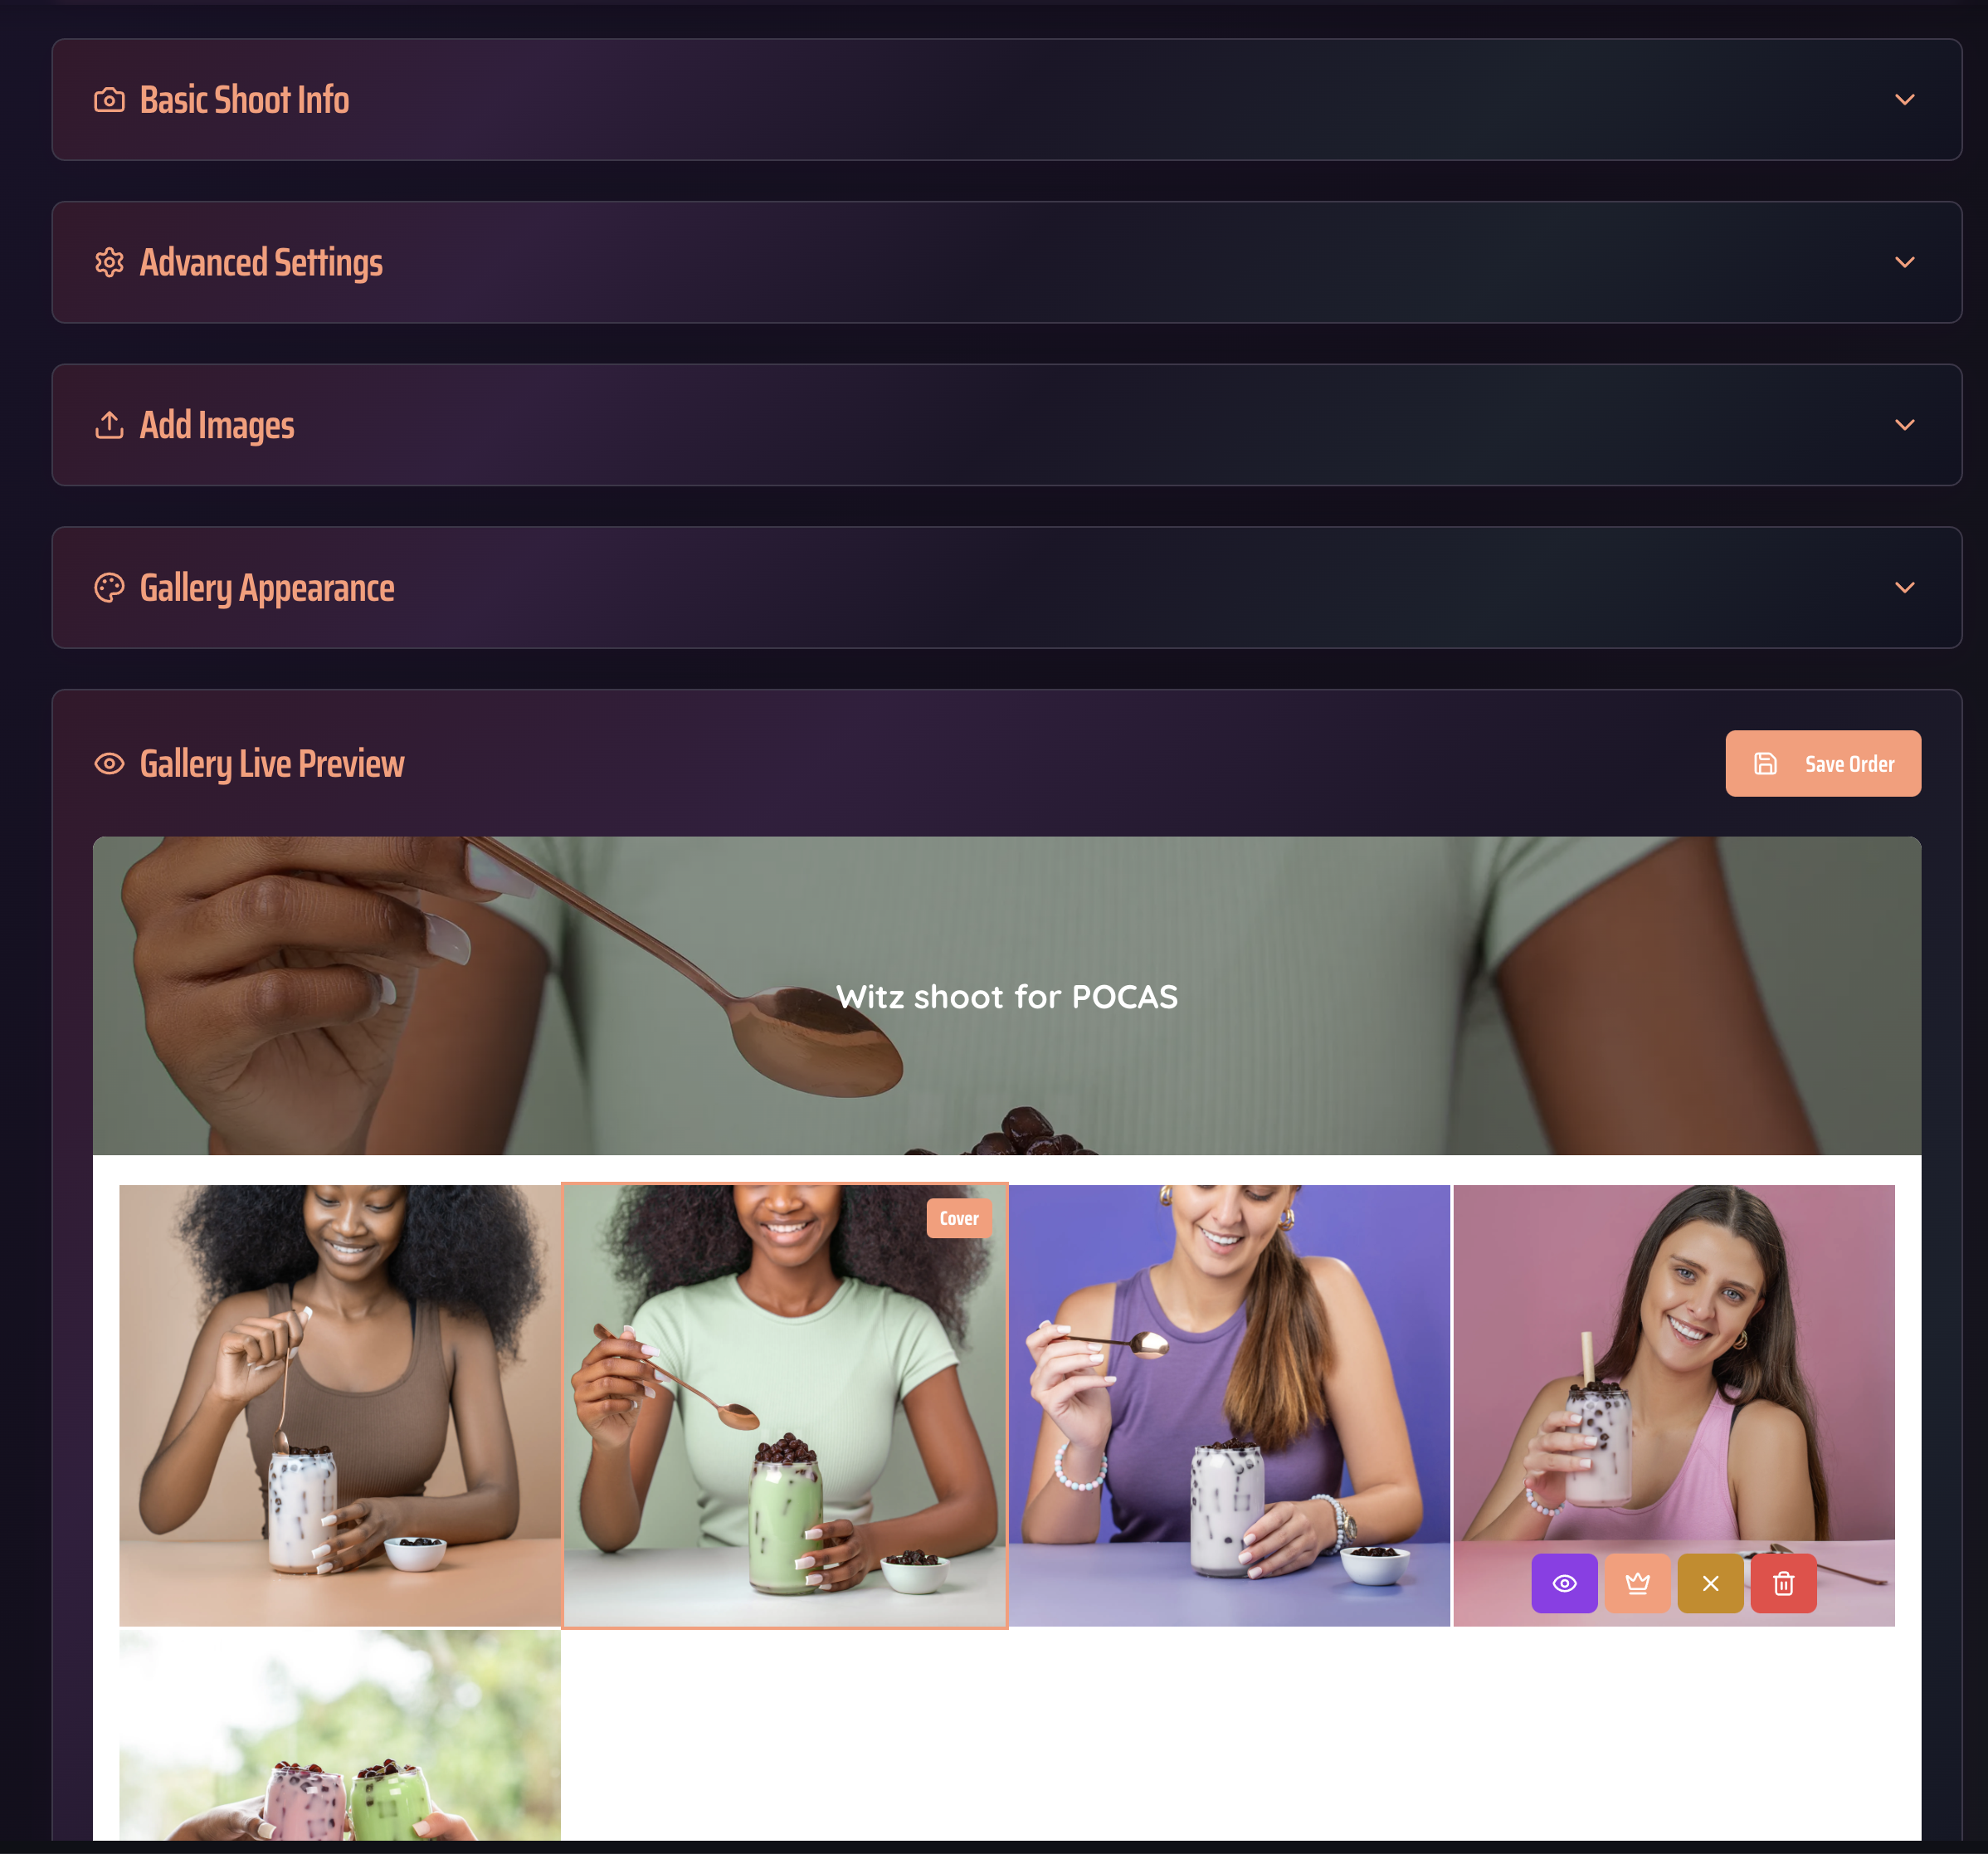 Basic Shoot Info
Advanced Settings
Add Images
Gallery Appearance
Gallery Live Preview
Save Order
Witz shoot for POCAS
Cover